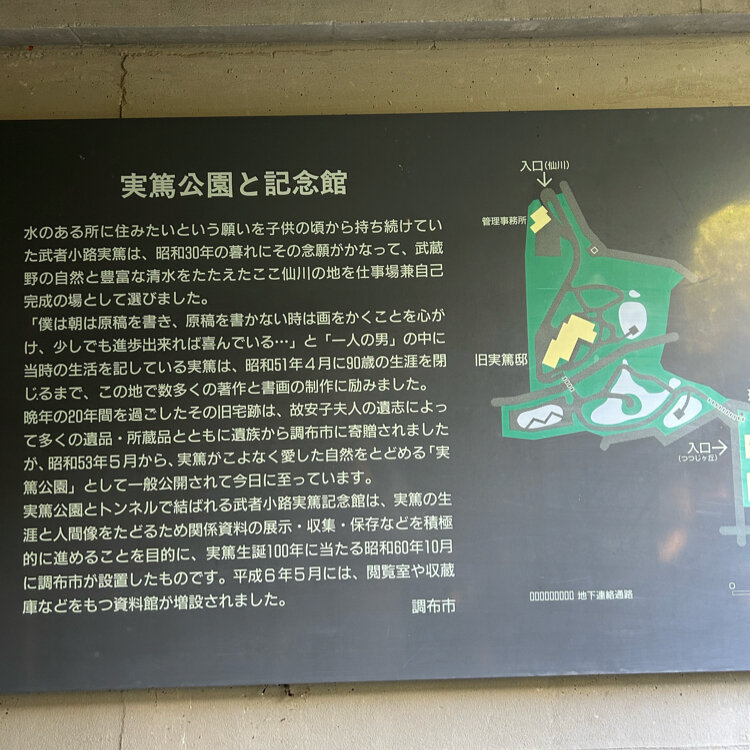 実篤公園と記念館
水のある所に住みたいという願いを子供の頃から持ち続けてい
た武者小路実篤は、昭和30年の暮れにその念願がかなって、武蔵
野の自然と豊富な清水をたたえたここ仙川の地を仕事場兼自己
完成の場として選びました。
「僕は朝は原稿を書き、原稿を書かない時は画をかくことを心が
け、少しでも進歩出来れば喜んでいる…」と「一人の男」の中に
当時の生活を記している実篤は、昭和51年4月に90歳の生涯を閉
じるまで、この地で数多くの著作と書画の制作に励みました。
晩年の20年間を過ごしたその旧宅跡は、故安子夫人の遺志によっ
て多くの遺品・所蔵品とともに遺族から調布市に寄贈されました
が、昭和53年5月から、実篤がこよなく愛した自然をとどめる「実
篤公園」として一般公開されて今日に至っています。
実篤公園とトンネルで結ばれる武者小路実篤記念館は、実篤の生
涯と人間像をたどるため関係資料の展示・収集・保存などを積極
的に進めることを目的に、実篤生誕100年に当たる昭和60年10月
に調布市が設置したものです。平成6年5月には、閲覧室や収蔵
庫などをもつ資料館が増設されました。
調布市
入口(仙川)
管理事務所
旧実篤邸
入口
(つつじヶ丘)
地下連絡通路